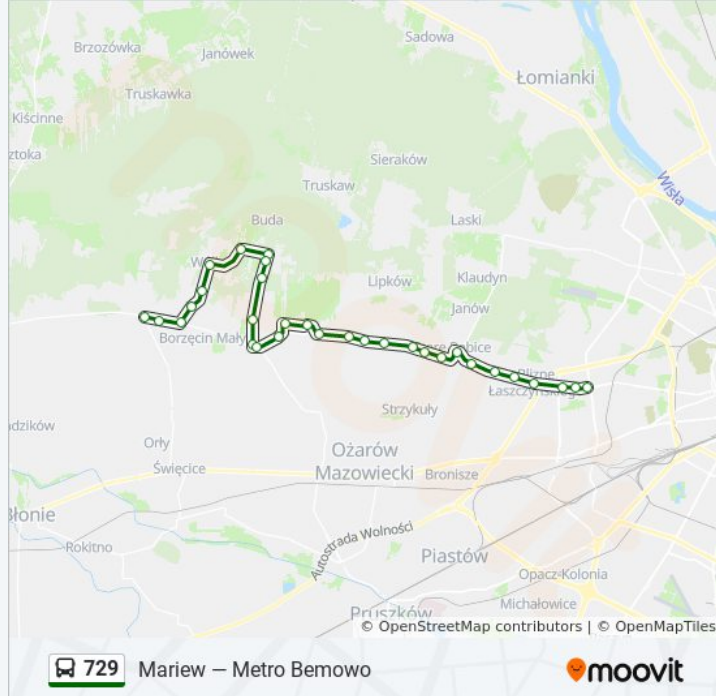 Sadowa
Brzozówka
Janówek
Łomianki
Truskawka
Kiścinne
Sieraków
Truskaw
Wisła
Buda
Laski
Lipków
Klaudyn
Janów
Borzęcin Mały
Blizne
Łaszczyńskiego
Strzykuły
Orły
Ożarów
Mazowiecki
Święcice
Bronisze
Błonie
Rokitno
Autostrada Wolności
Piastów
Opacz-Kolonia
Michałowice
Pruszków
© OpenStreetMap contributors | © OpenMapTiles
729 Mariew — Metro Bemowo
moovit